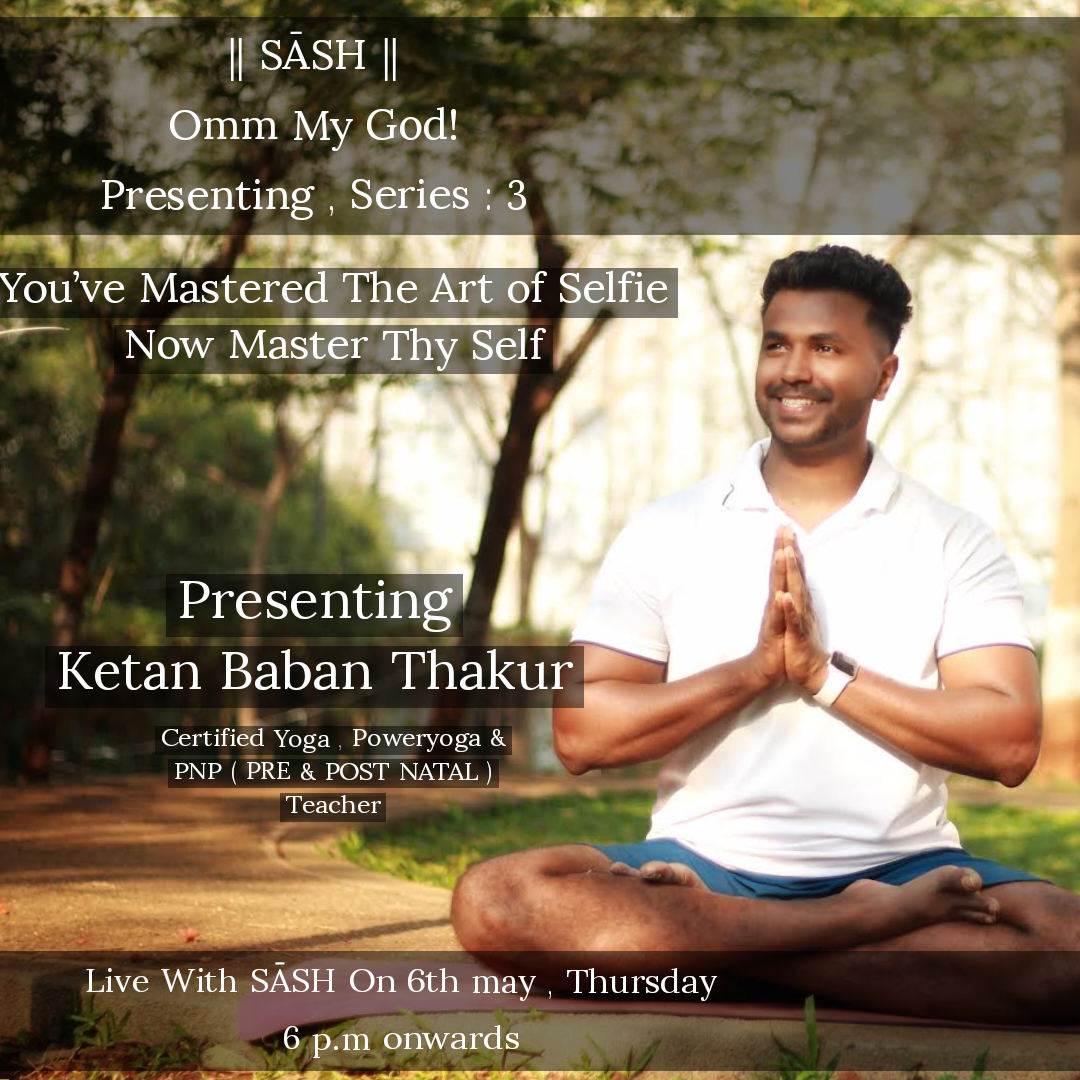 || SĀSH ||
Omm My God!
Presenting , Series : 3
You’ve Mastered The Art of Selfie
Now Master Thy Self
Presenting
Ketan Baban Thakur
Certified Yoga , Poweryoga &
PNP ( PRE & POST NATAL )
Teacher
Live With SĀSH On 6th may , Thursday
6 p.m onwards